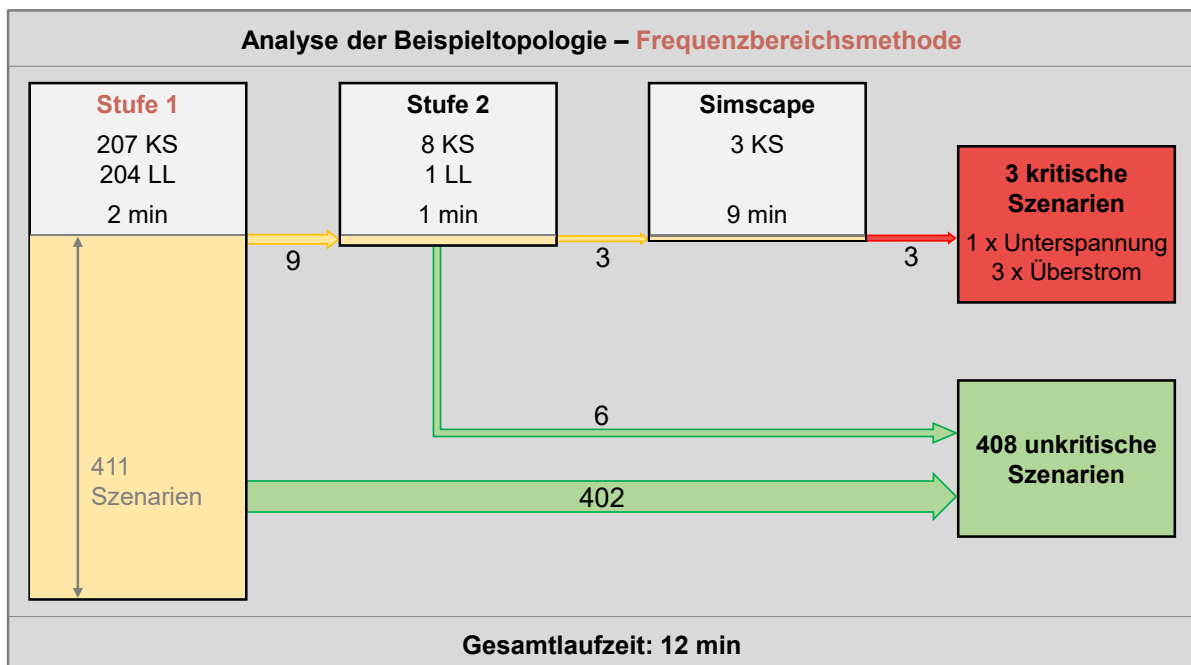 Analyse der Beispieltopologie – Frequenzbereichsmethode
Stufe 1
207 KS
204 LL
2 min
Stufe 2
8 KS
1 LL
1 min
Simscape
3 KS
9 min
9
3
3
3 kritische
Szenarien
1 x Unterspannung
3 x Überstrom
411
Szenarien
6
402
408 unkritische
Szenarien
Gesamtlaufzeit: 12 min